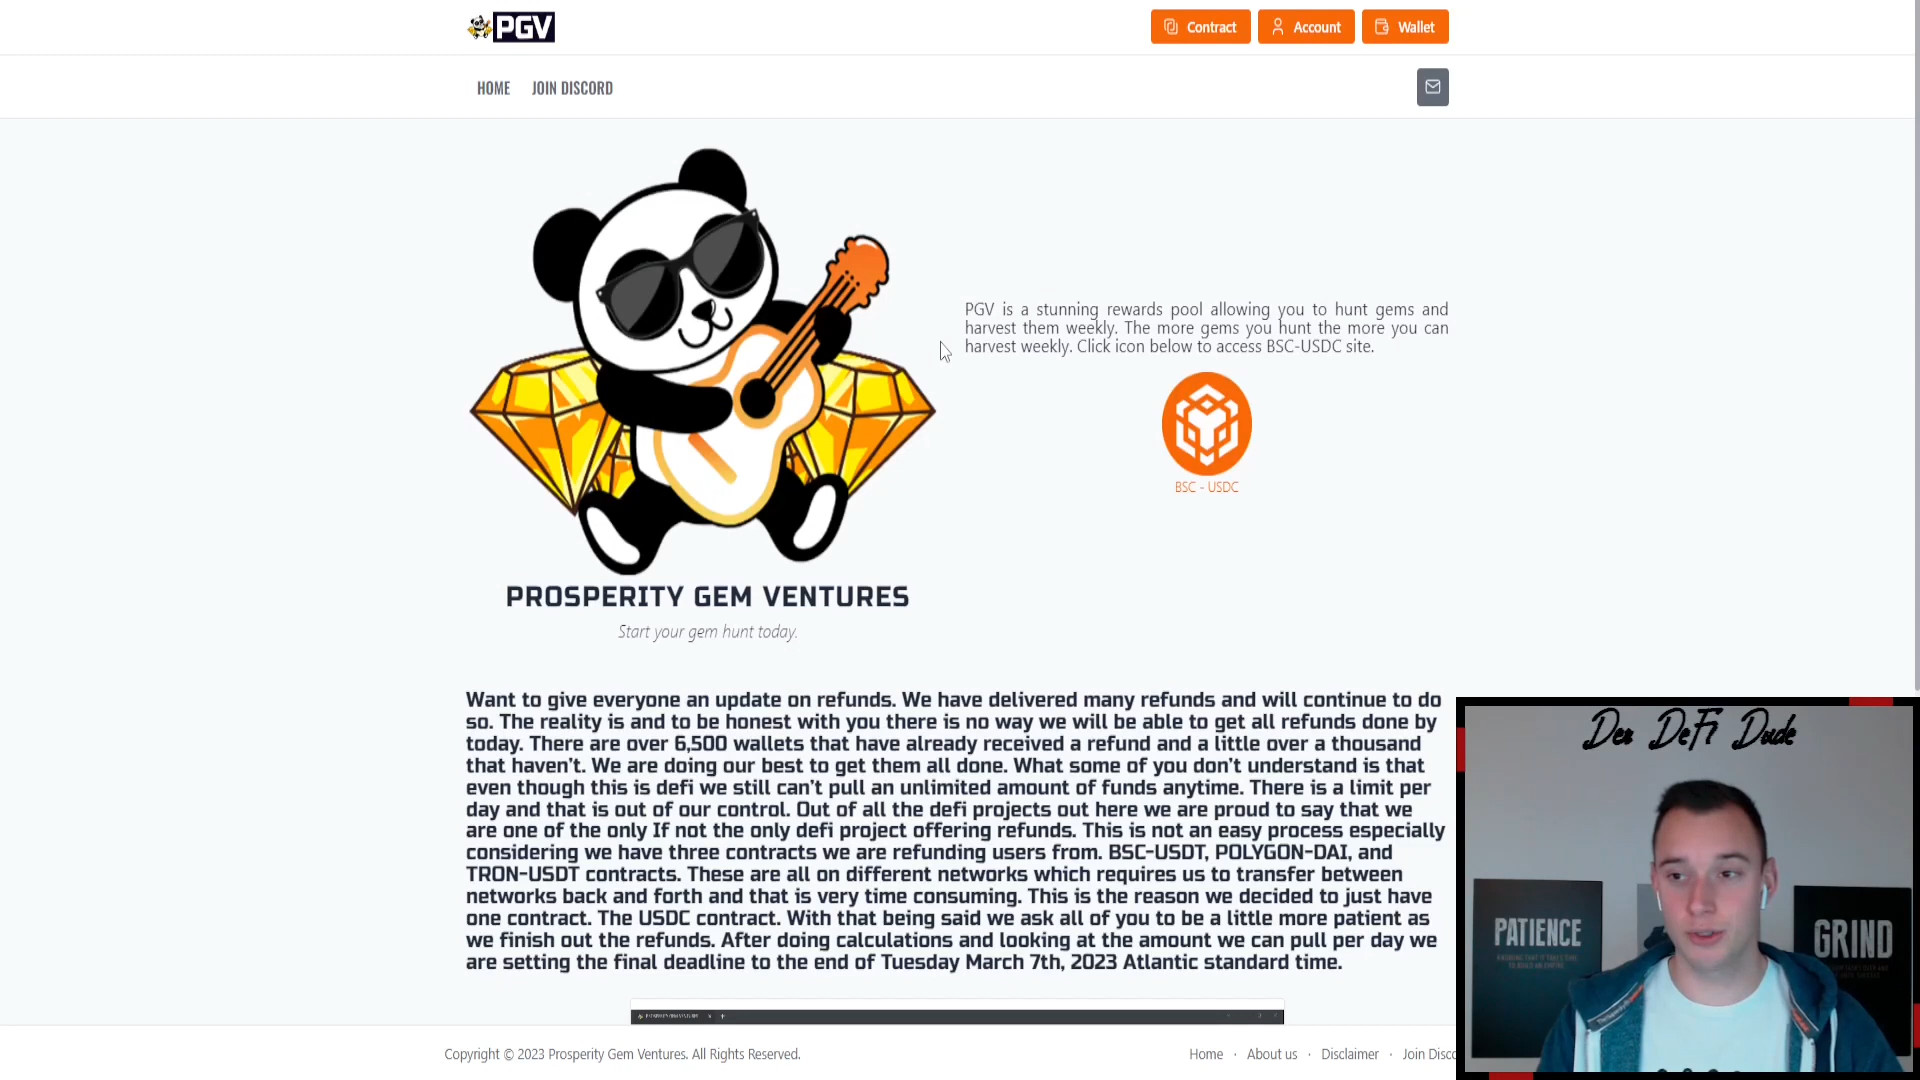 PGV
Contract
Account
Wallet
HOME
JOIN DISCORD
PGV is a stunning rewards pool allowing you to hunt gems and
harvest them weekly. The more gems you hunt the more you can
harvest weekly. Click icon below to access BSC-USDC site.
BSC - USDC
PROSPERITY GEM VENTURES
Start your gem hunt today.
Want to give everyone an update on refunds. We have delivered many refunds and will continue to do
so. The reality is and to be honest with you there is no way we will be able to get all refunds done by
today. There are over 6,500 wallets that have already received a refund and a little over a thousand
that haven't. We are doing our best to get them all done. What some of you don't understand is that
even though this is defi we still can't pull an unlimited amount of funds anytime. There is a limit per
day and that is out of our control. Out of all the defi projects out here we are proud to say that we
are one of the only If not the only defi project offering refunds. This is not an easy process especially
considering we have three contracts we are refunding users from. BSC-USDT, POLYGON-DAI, and
TRON-USDT contracts. These are all on different networks which requires us to transfer between
networks back and forth and that is very time consuming. This is the reason we decided to just have
one contract. The USDC contract. With that being said we ask all of you to be a little more patient as
we finish out the refunds. After doing calculations and looking at the amount we can pull per day we
are setting the final deadline to the end of Tuesday March 7th, 2023 Atlantic standard time.
Copyright © 2023 Prosperity Gem Ventures. All Rights Reserved.
Home · About us · Disclaimer · Join Disco
Der DeFi Dude
PATIENCE
GRIND